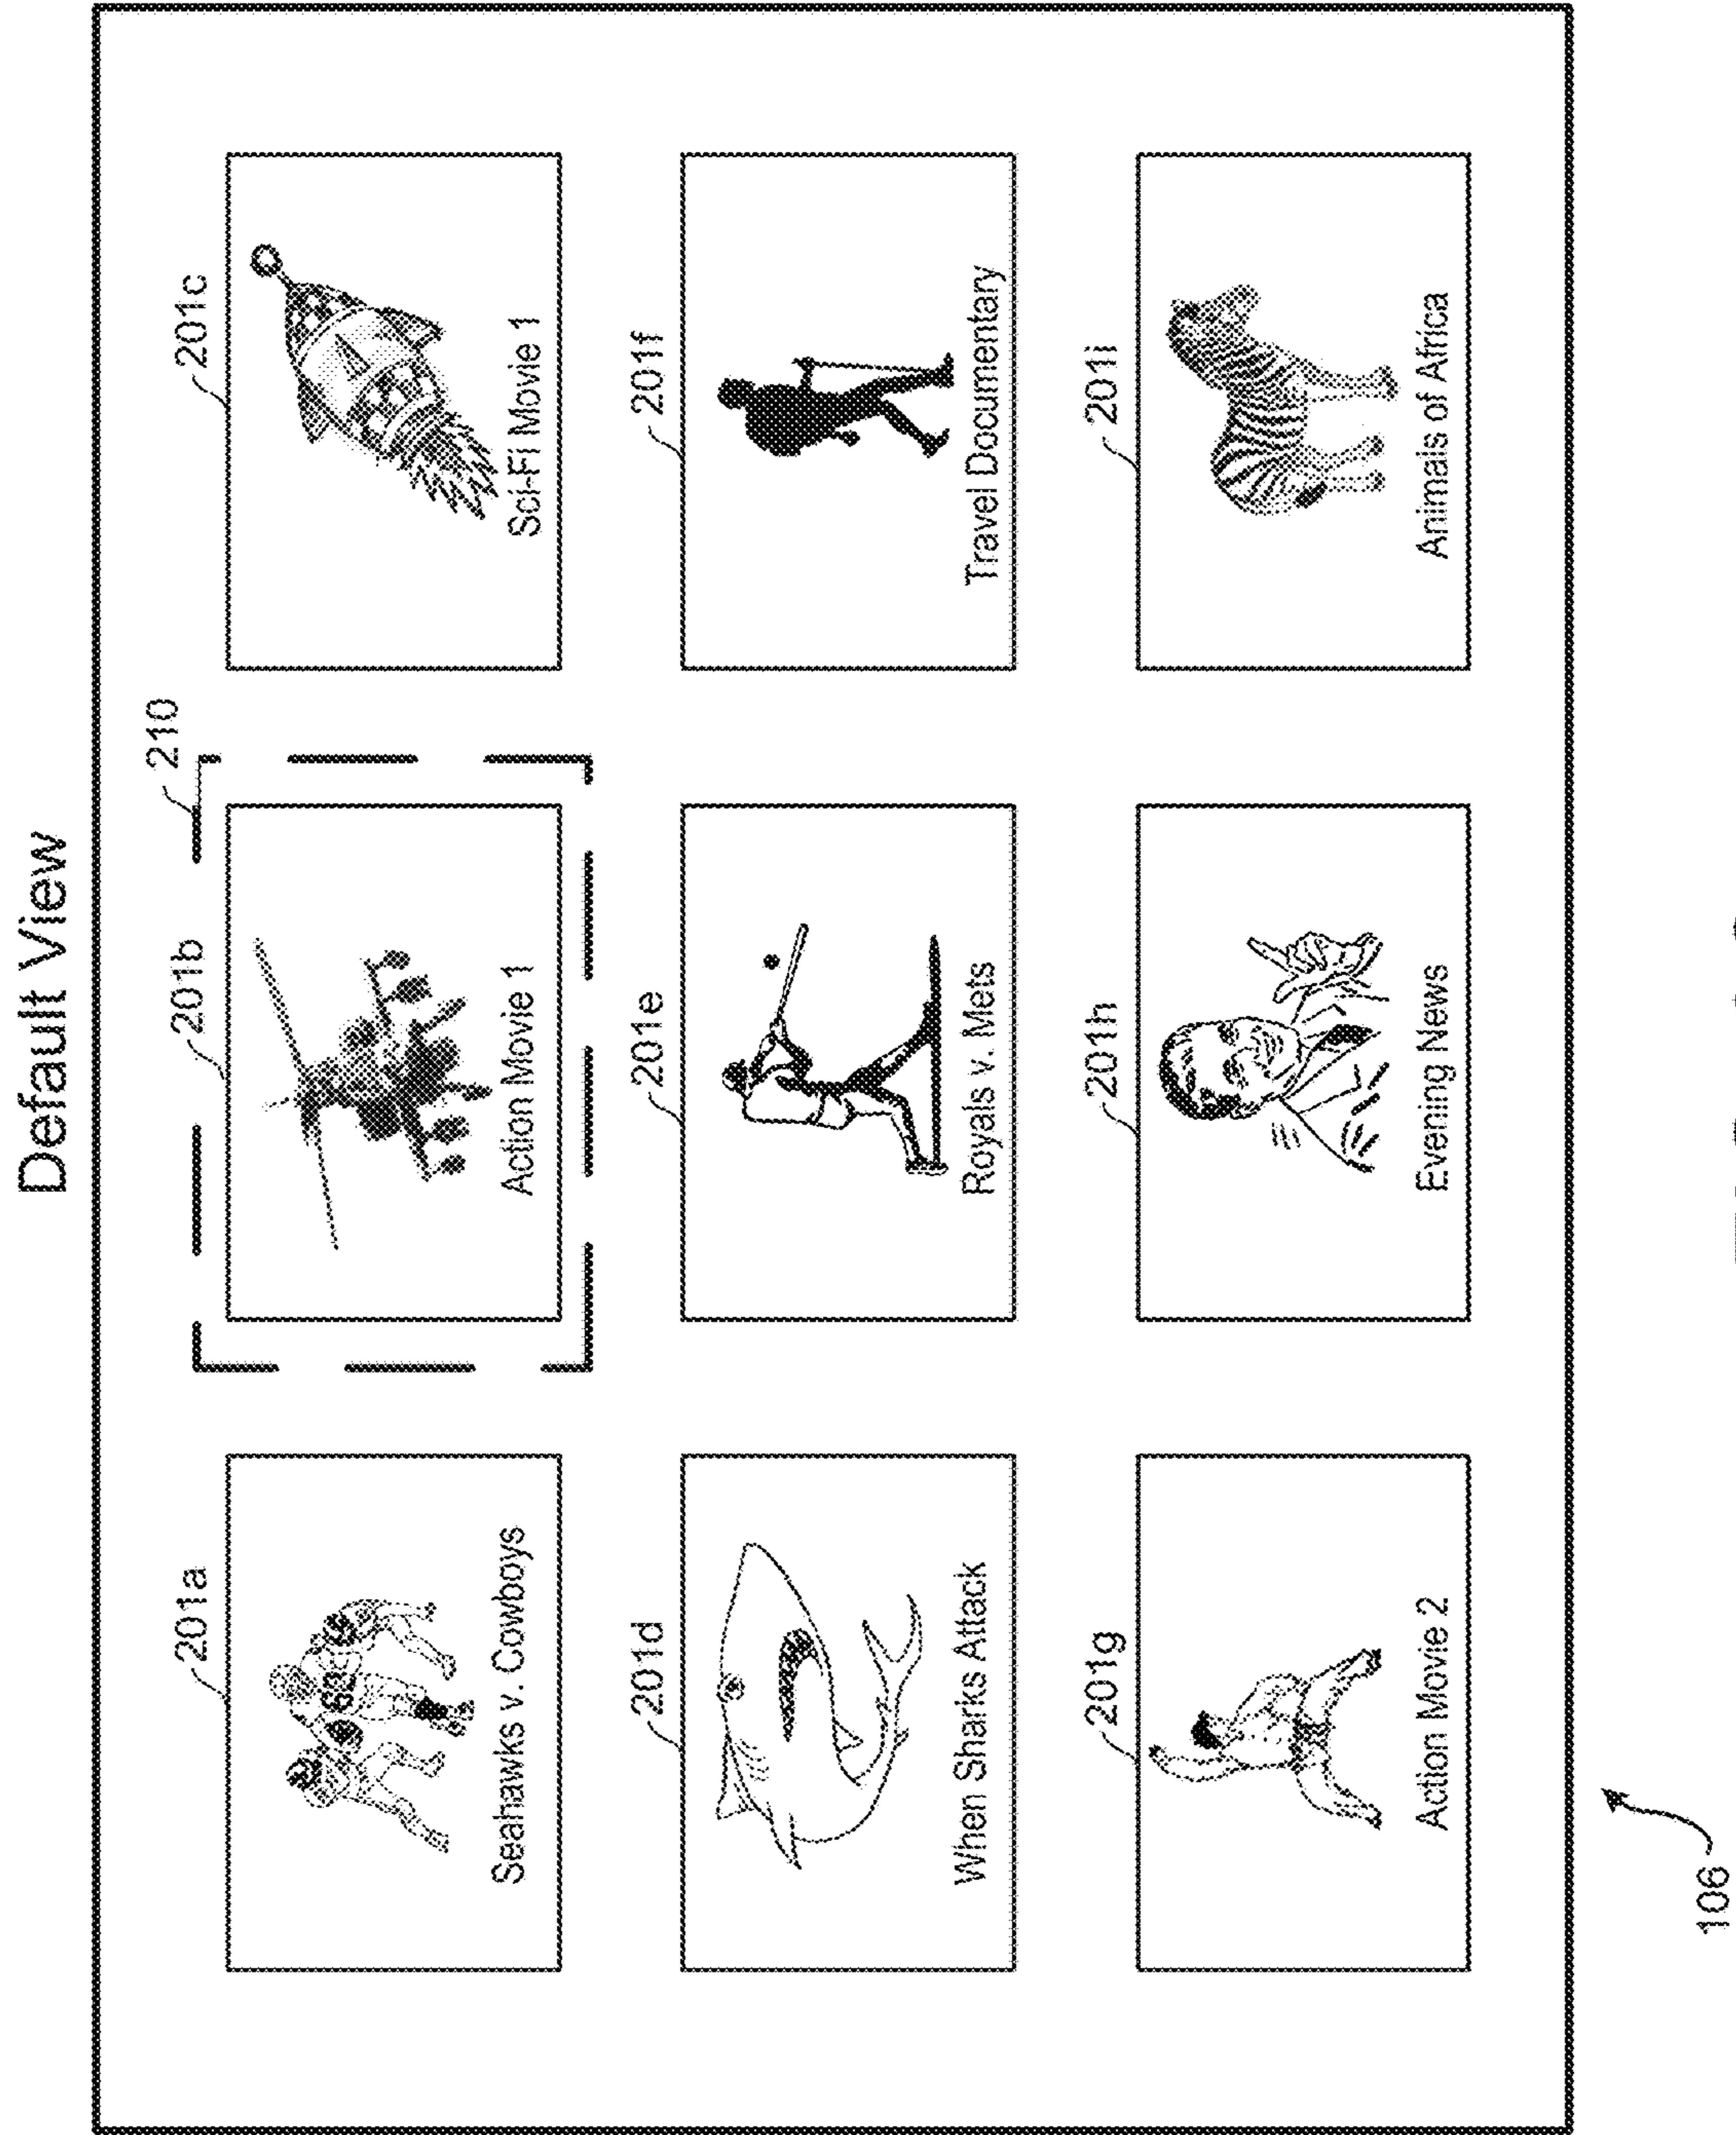 Default View
201a
201b
210
201c
Seahawks v. Cowboys
Action Movie 1
Sci-Fi Movie 1
201d
201e
201f
When Sharks Attack
Royals v. Mets
Travel Documentary
201g
201h
201i
Action Movie 2
Evening News
Animals of Africa
106